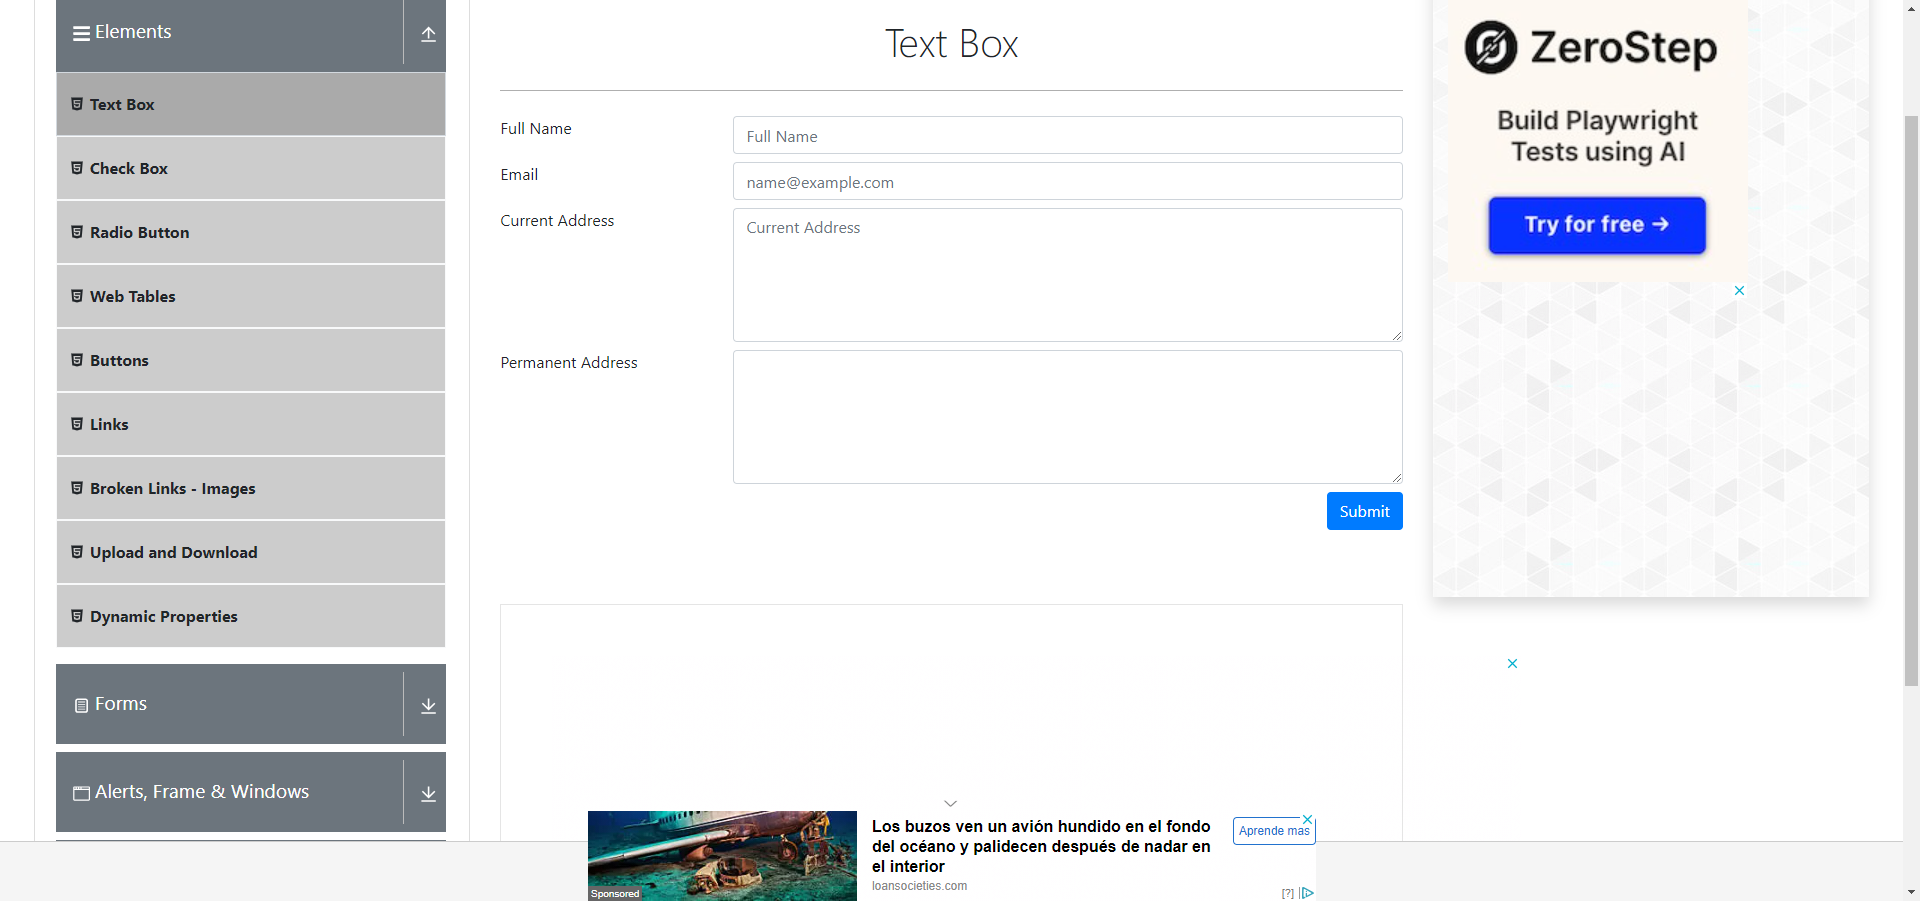 Elements
Text Box
Check Box
Radio Button
Web Tables
Buttons
Links
Broken Links - Images
Upload and Download
Dynamic Properties
Forms
Alerts, Frame & Windows
Text Box
Full Name
Full Name
Email
name@example.com
Current Address
Current Address
Permanent Address
Submit
ZeroStep
Build Playwright
Tests using AI
Try for free →
Los buzos ven un avión hundido en el fondo
del océano y palidecen después de nadar en
el interior
loansocieties.com
Aprende mas
Sponsored
[?]